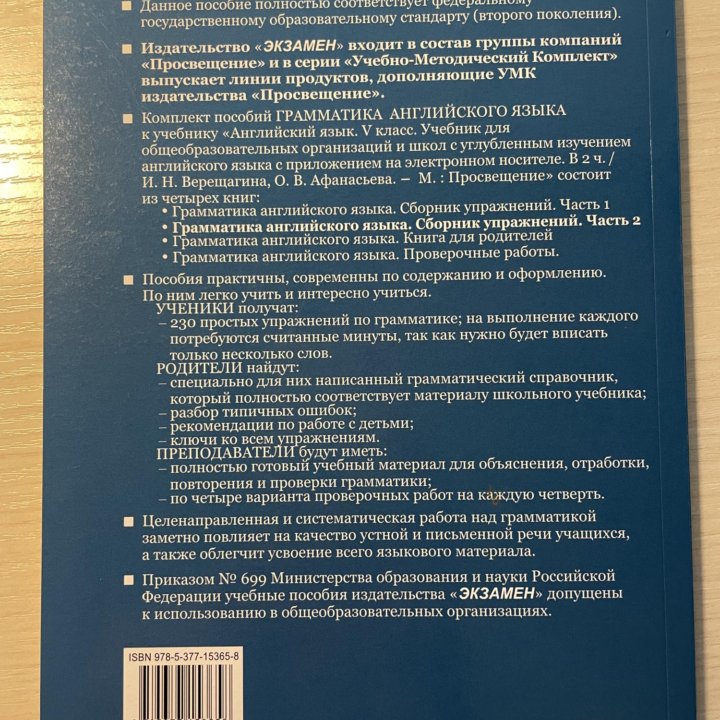 Данное пособие полностью соответствует федеральному
государственному образовательному стандарту (второго поколения).
Издательство «ЭКЗАМЕН» входит в состав группы компаний
«Просвещение» и в серии «Учебно-Методический Комплект»
выпускает линии продуктов, дополняющие УМК
издательства «Просвещение».
Комплект пособий ГРАММАТИКА АНГЛИЙСКОГО ЯЗЫКА
к учебнику «Английский язык. V класс. Учебник для
общеобразовательных организаций и школ с углубленным изучением
английского языка с приложением на электронном носителе. В 2 ч. /
И. Н. Верещагина, О. В. Афанасьева. – М. : Просвещение» состоит
из четырех книг:
• Грамматика английского языка. Сборник упражнений. Часть 1
• Грамматика английского языка. Сборник упражнений. Часть 2
• Грамматика английского языка. Книга для родителей
• Грамматика английского языка. Проверочные работы.
Пособия практичны, современны по содержанию и оформлению.
По ним легко учить и интересно учиться.
УЧЕНИКИ получат:
– 230 простых упражнений по грамматике; на выполнение каждого
потребуются считанные минуты, так как нужно будет вписать
только несколько слов.
РОДИТЕЛИ найдут:
– специально для них написанный грамматический справочник,
который полностью соответствует материалу школьного учебника;
– разбор типичных ошибок;
– рекомендации по работе с детьми;
– ключи ко всем упражнениям.
ПРЕПОДАВАТЕЛИ будут иметь:
– полностью готовый учебный материал для объяснения, отработки,
повторения и проверки грамматики;
– по четыре варианта проверочных работ на каждую четверть.
Целенаправленная и систематическая работа над грамматикой
заметно повлияет на качество устной и письменной речи учащихся,
а также облегчит усвоение всего языкового материала.
Приказом № 699 Министерства образования и науки Российской
Федерации учебные пособия издательства «ЭКЗАМЕН» допущены
к использованию в общеобразовательных организациях.
ISBN 978-5-377-15365-8